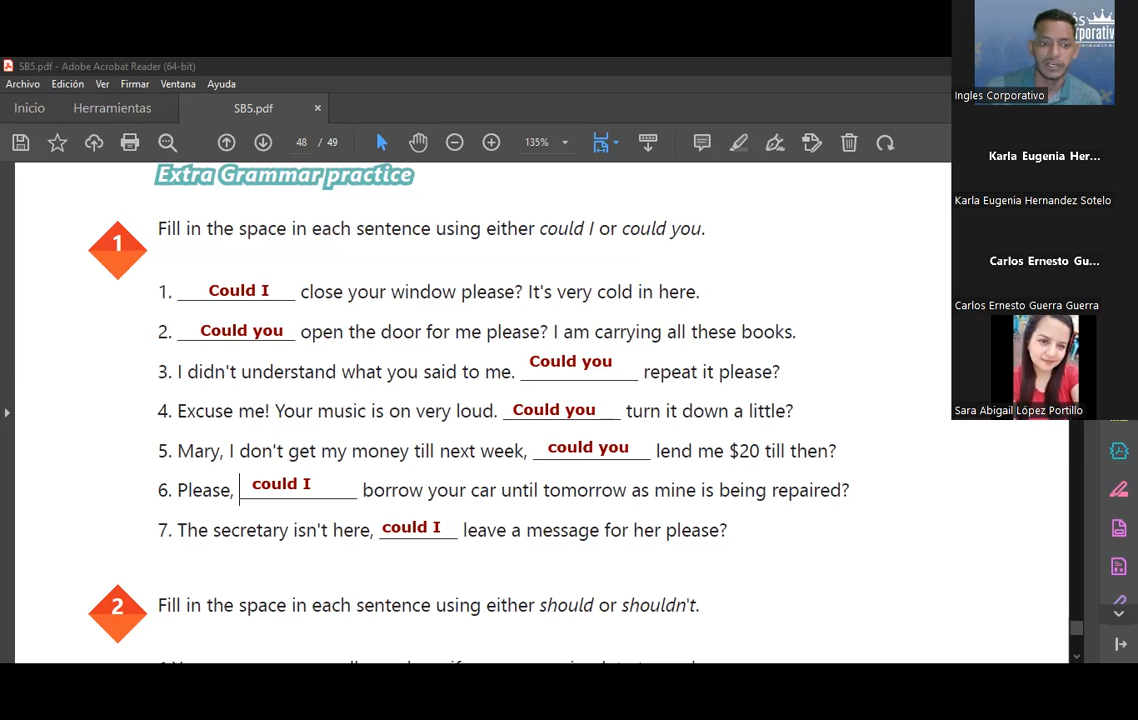 SB5.pdf - Adobe Acrobat Reader (64-bit)
Archivo Edición Ver Firmar Ventana Ayuda
Inicio Herramientas SB5.pdf ×
48 / 49 135%
Extra Grammar practice
1 Fill in the space in each sentence using either could I or could you.
1. Could I close your window please? It's very cold in here.
2. Could you open the door for me please? I am carrying all these books.
3. I didn't understand what you said to me. Could you repeat it please?
4. Excuse me! Your music is on very loud. Could you turn it down a little?
5. Mary, I don't get my money till next week, could you lend me $20 till then?
6. Please, could I borrow your car until tomorrow as mine is being repaired?
7. The secretary isn't here, could I leave a message for her please?
2 Fill in the space in each sentence using either should or shouldn't.
Ingles Corporativo
Karla Eugenia Her...
Karla Eugenia Hernandez Sotelo
Carlos Ernesto Gu...
Carlos Ernesto Guerra Guerra
Sara Abigail López Portillo